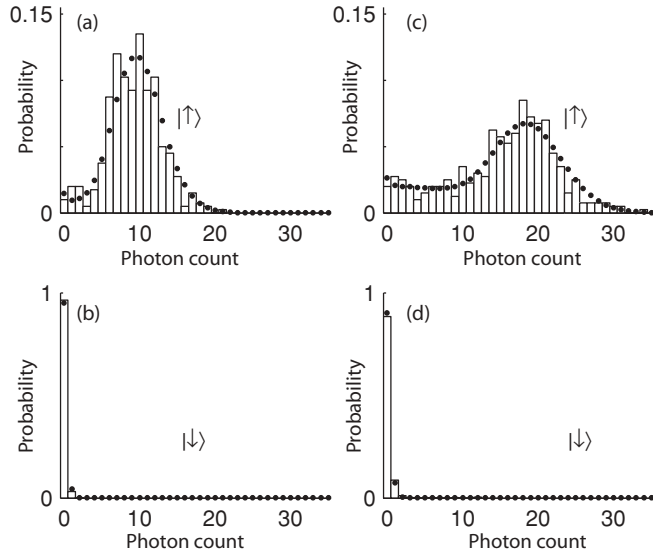 0.15
(a)
Probability
|↑⟩
0
0 10 20 30
Photon count
0.15
(c)
Probability
|↑⟩
0
0 10 20 30
Photon count
1
(b)
Probability
|↓⟩
0
0 10 20 30
Photon count
1
(d)
Probability
|↓⟩
0
0 10 20 30
Photon count